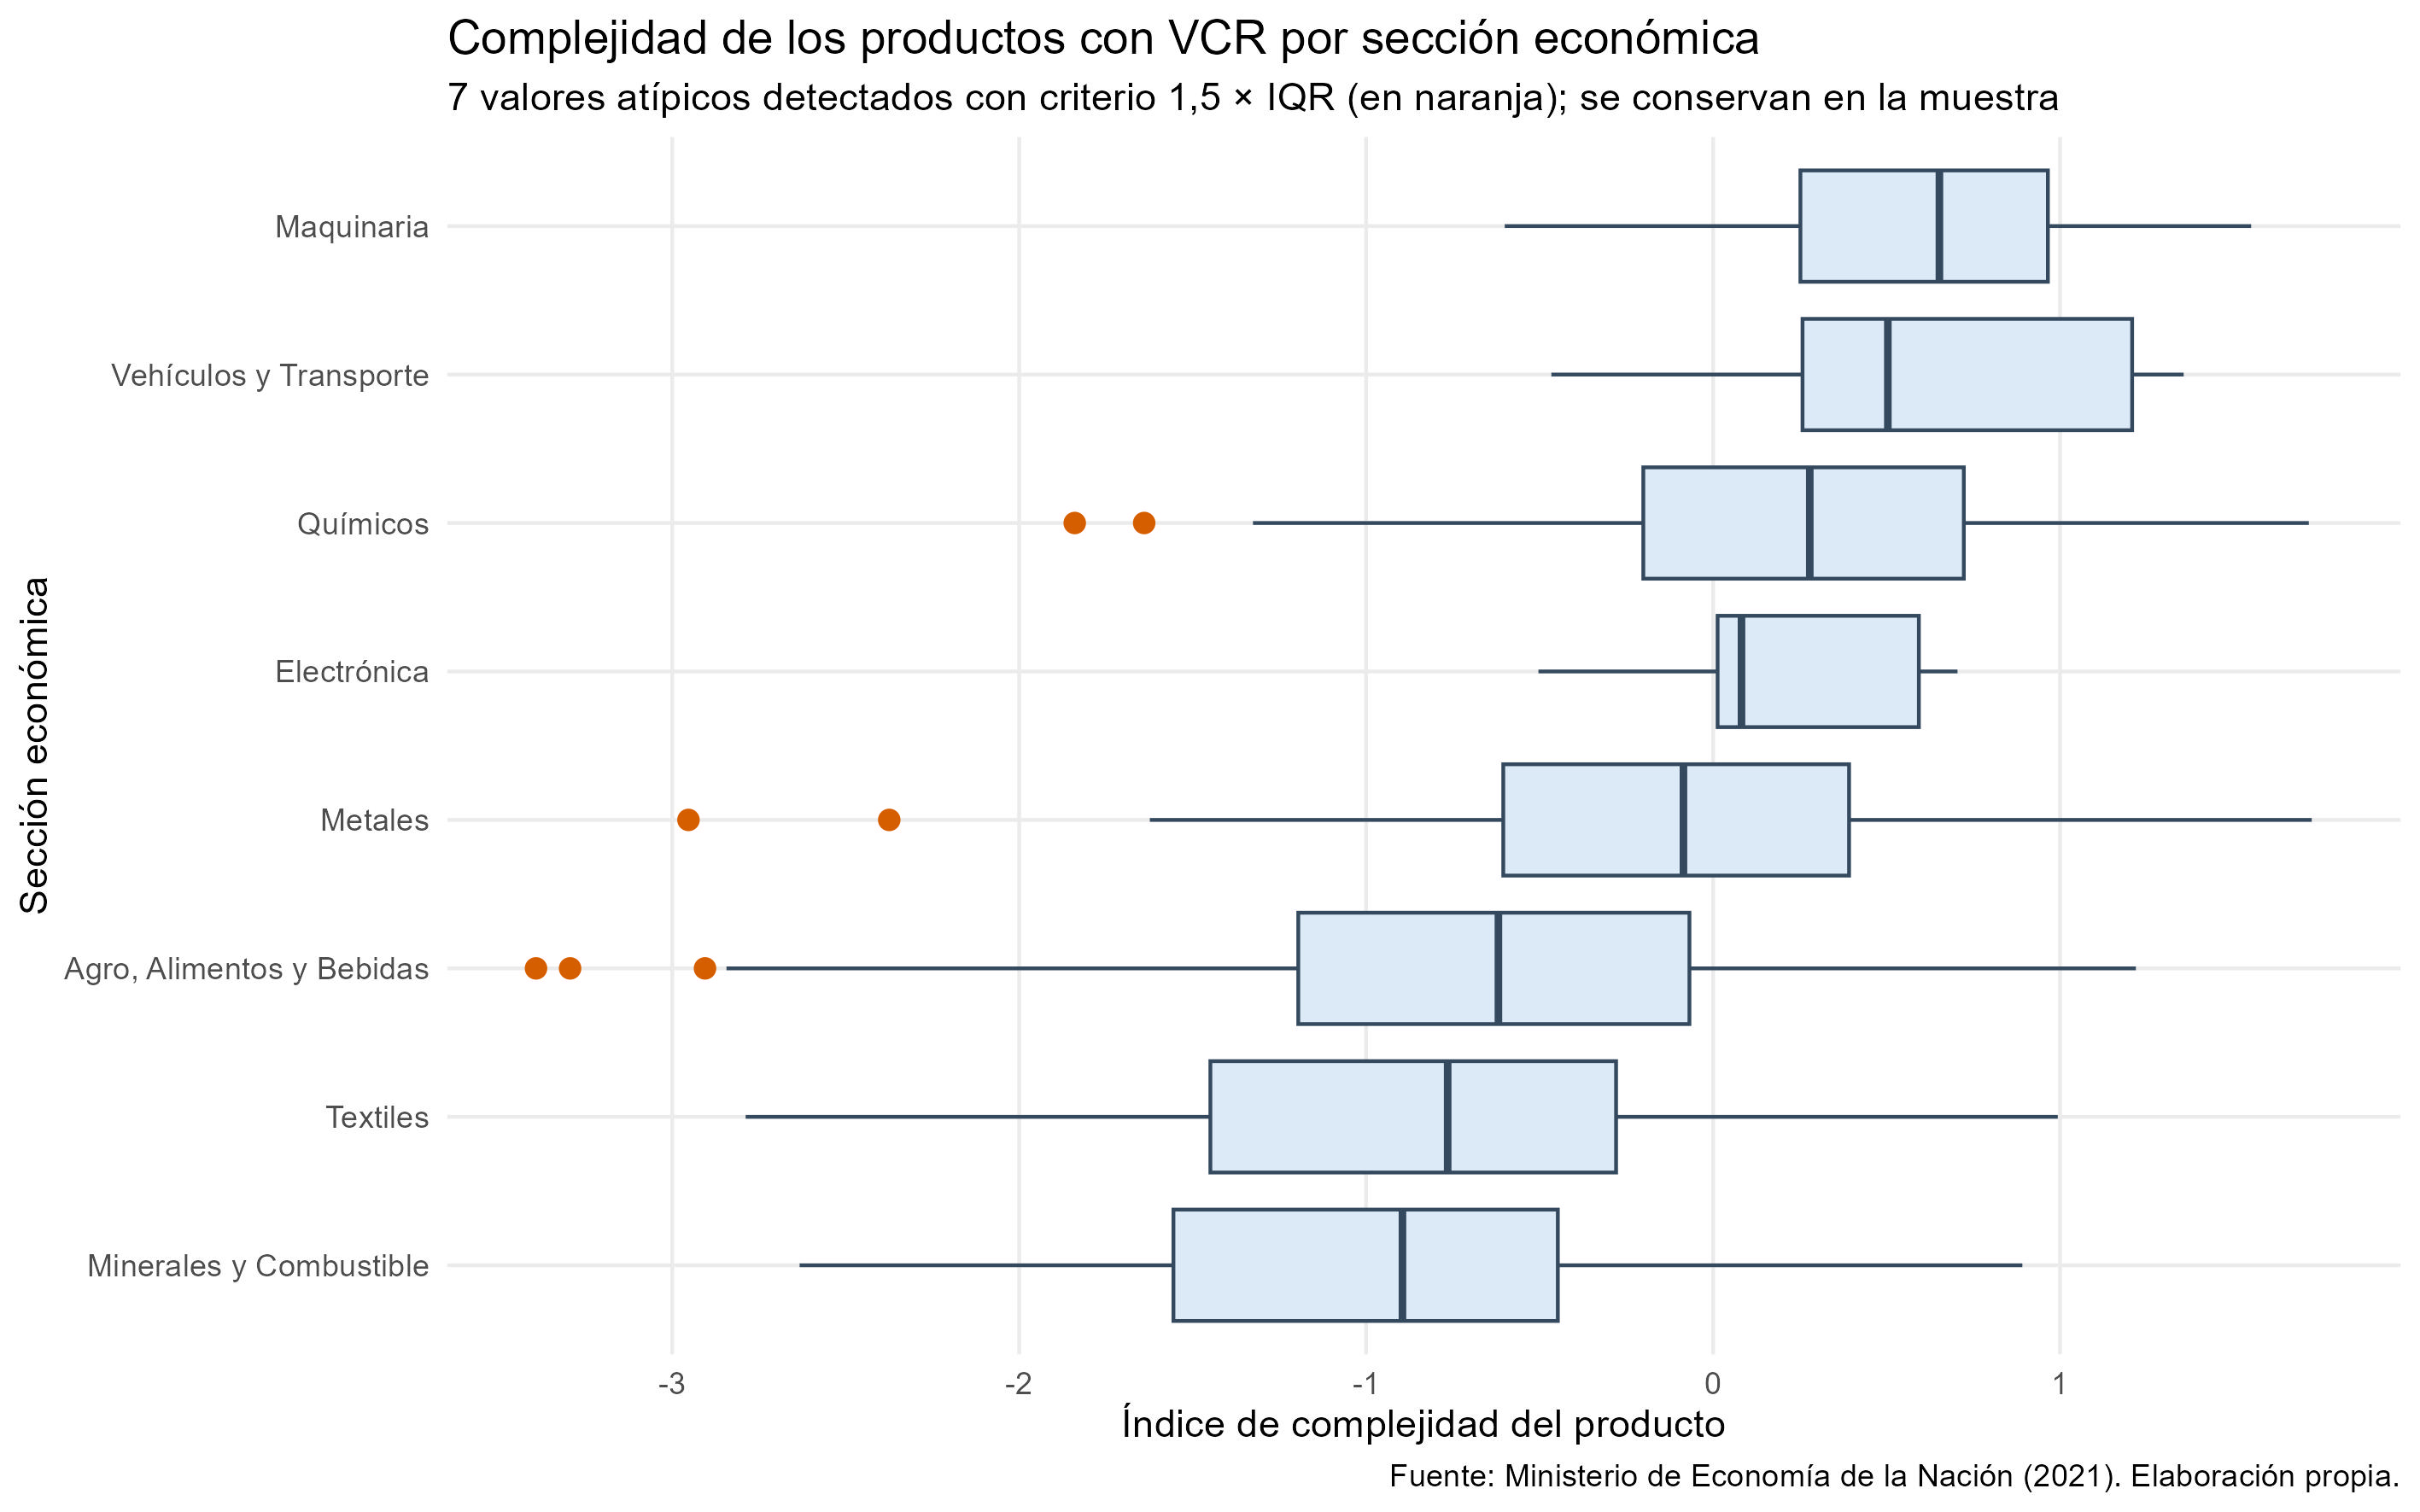 Complejidad de los productos con VCR por sección económica
7 valores atípicos detectados con criterio 1,5 × IQR (en naranja); se conservan en la muestra
Sección económica
Maquinaria
Vehículos y Transporte
Químicos
Electrónica
Metales
Agro, Alimentos y Bebidas
Textiles
Minerales y Combustible
-3 -2 -1 0 1
Índice de complejidad del producto
Fuente: Ministerio de Economía de la Nación (2021). Elaboración propia.